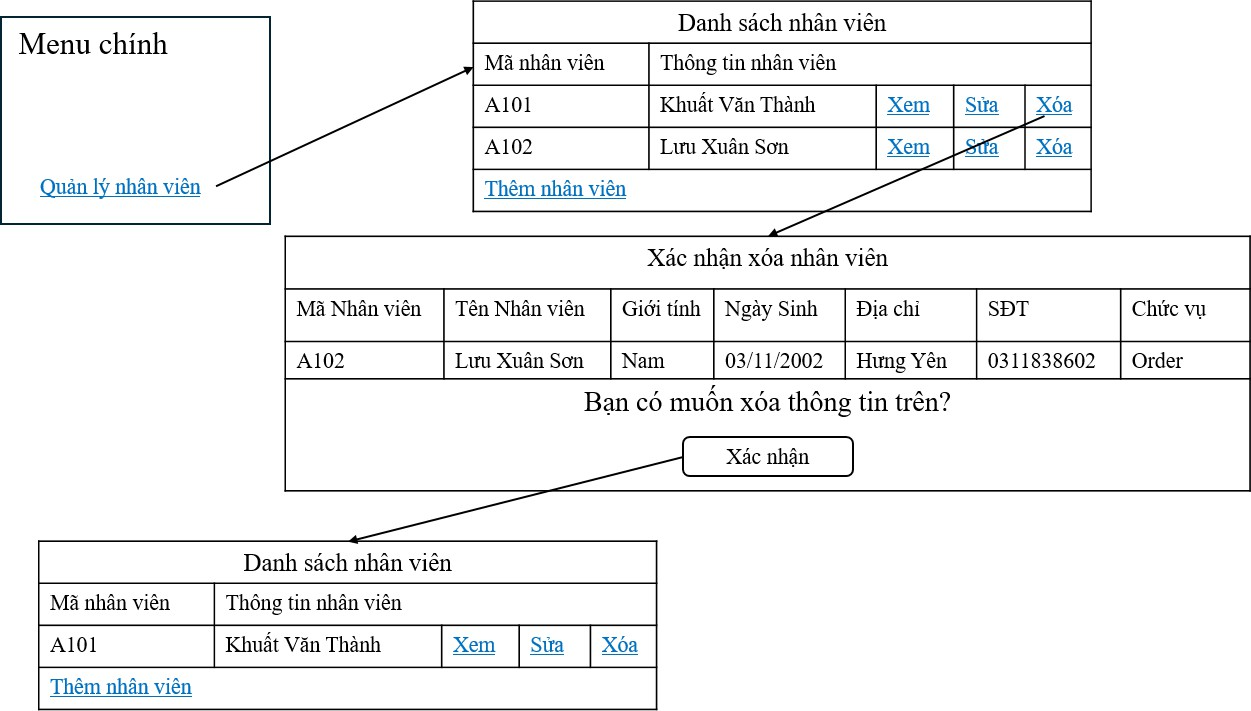 Menu chính
Quản lý nhân viên
Danh sách nhân viên
Mã nhân viên Thông tin nhân viên
A101 Khuất Văn Thành Xem Sửa Xóa
A102 Lưu Xuân Sơn Xem Sửa Xóa
Thêm nhân viên
Xác nhận xóa nhân viên
Mã Nhân viên Tên Nhân viên Giới tính Ngày Sinh Địa chỉ SĐT Chức vụ
A102 Lưu Xuân Sơn Nam 03/11/2002 Hưng Yên 0311838602 Order
Bạn có muốn xóa thông tin trên?
Xác nhận
Danh sách nhân viên
Mã nhân viên Thông tin nhân viên
A101 Khuất Văn Thành Xem Sửa Xóa
Thêm nhân viên